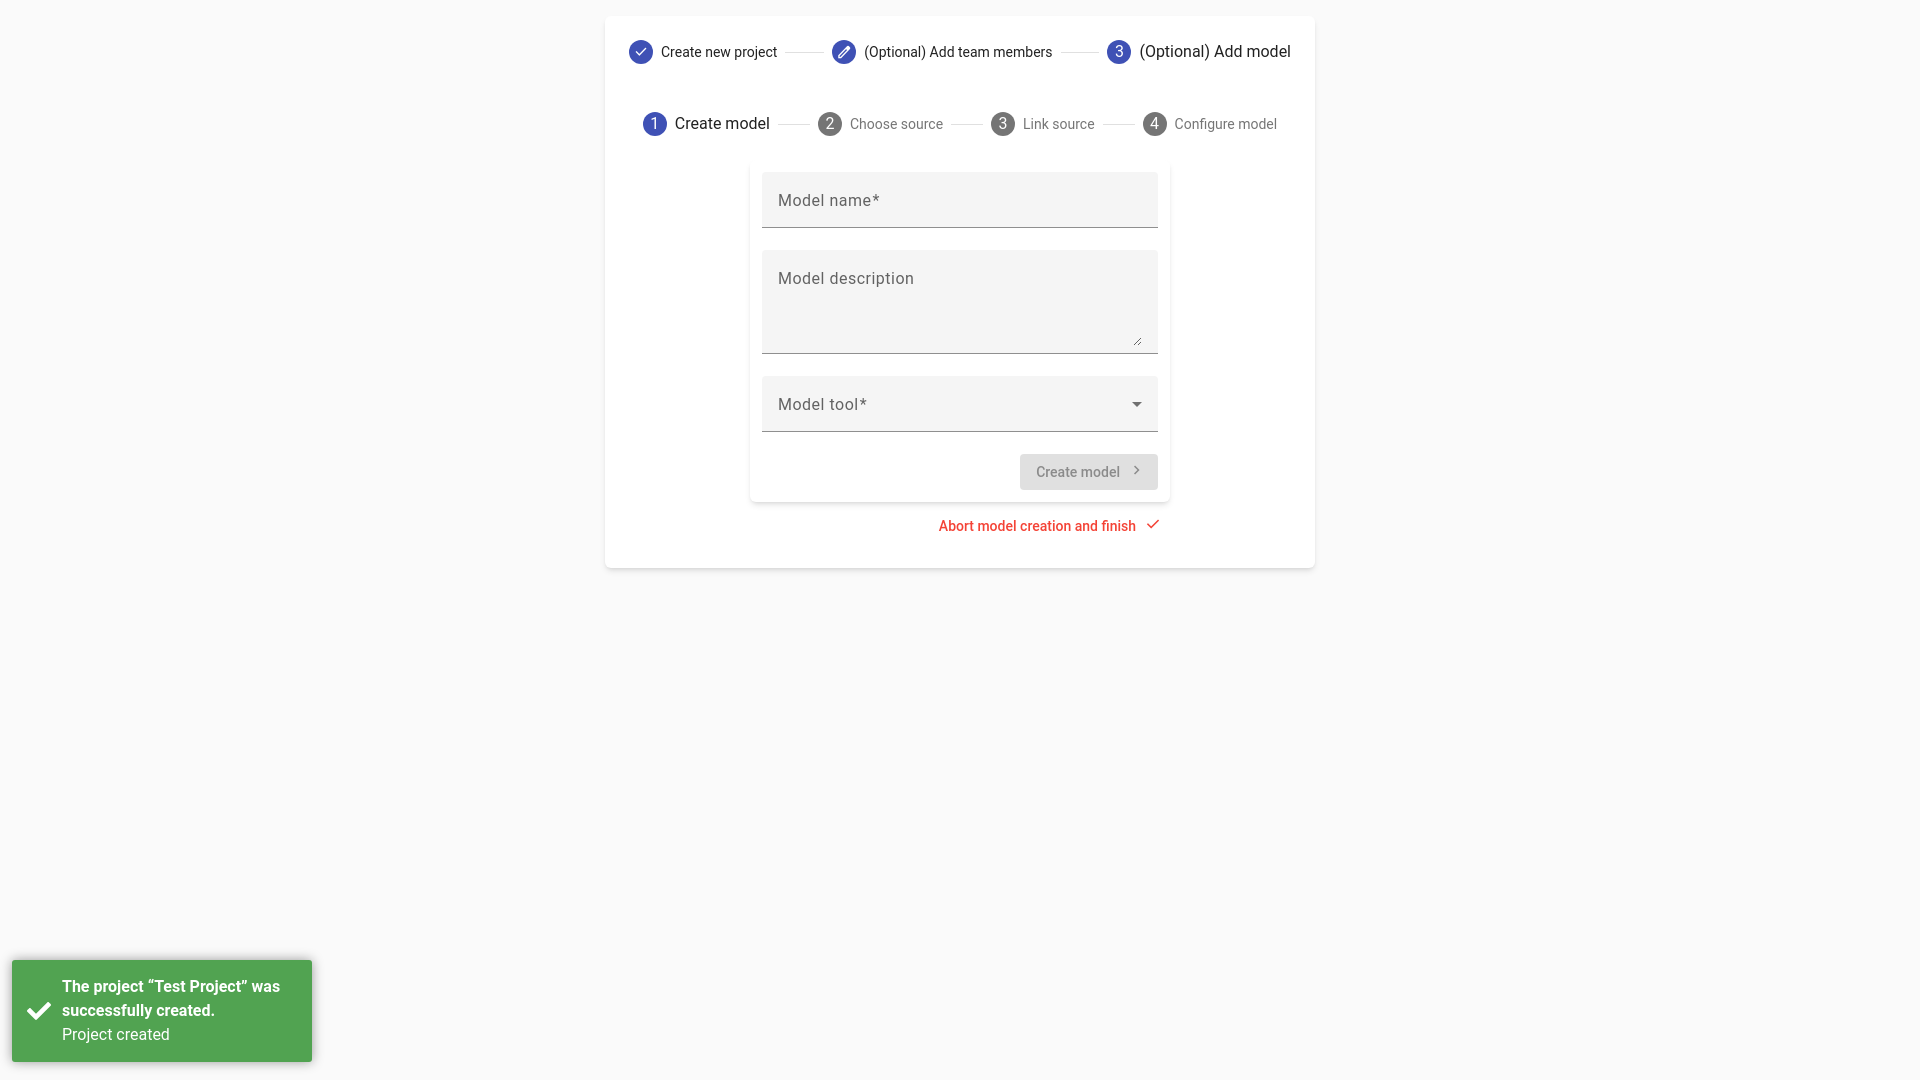 Create new project
(Optional) Add team members
3 (Optional) Add model
1 Create model
2 Choose source
3 Link source
4 Configure model
Model name*
Model description
Model tool*
Create model
Abort model creation and finish
The project “Test Project” was
successfully created.
Project created